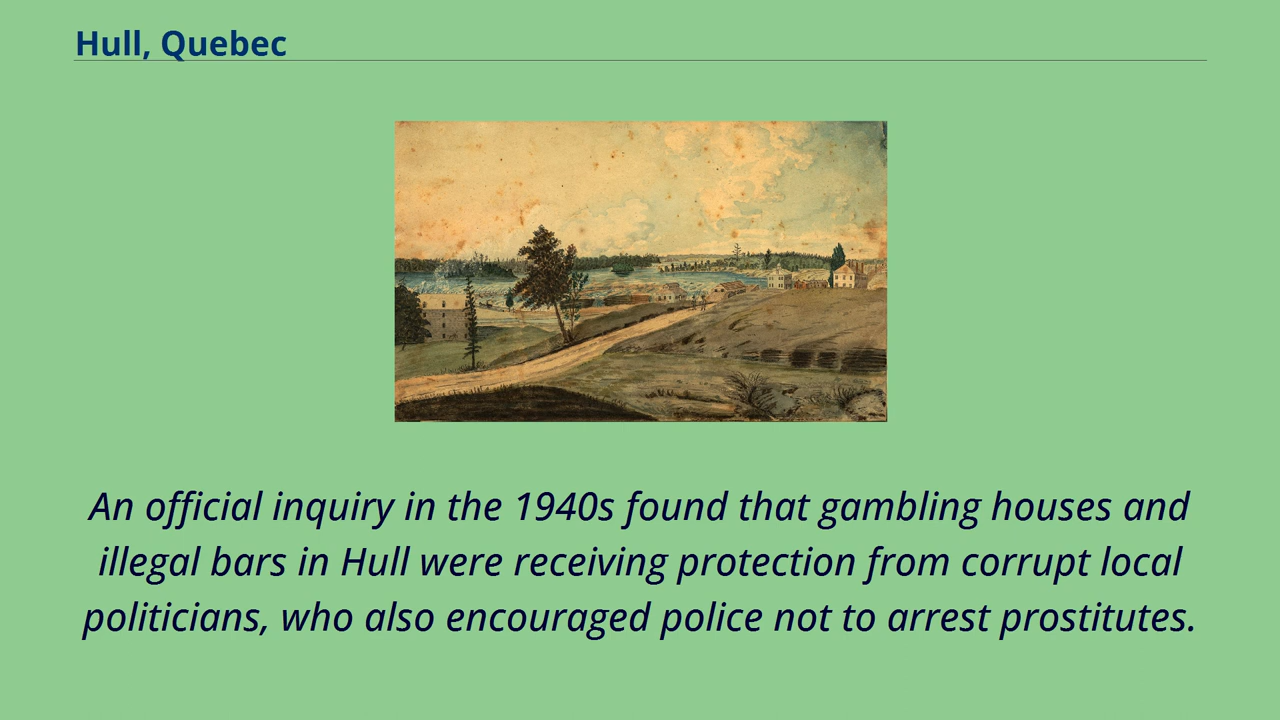 Hull, Quebec
An official inquiry in the 1940s found that gambling houses and
illegal bars in Hull were receiving protection from corrupt local
politicians, who also encouraged police not to arrest prostitutes.